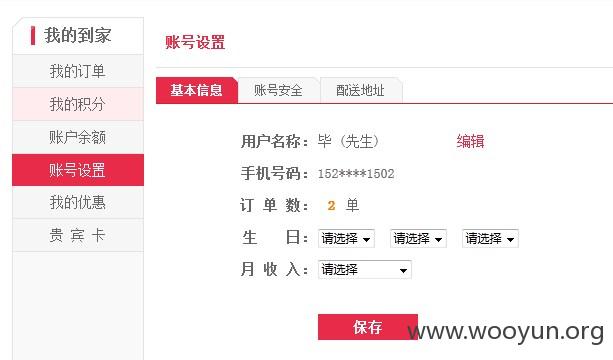 我的到家
我的订单
我的积分
账户余额
账号设置
我的优惠
贵 宾 卡
账号设置
基本信息 账号安全 配送地址
用户名称：毕 (先生) 编辑
手机号码：152****1502
订 单 数： 2 单
生 日：请选择 请选择 请选择
月 收 入：请选择
保存
www.wooyun.org